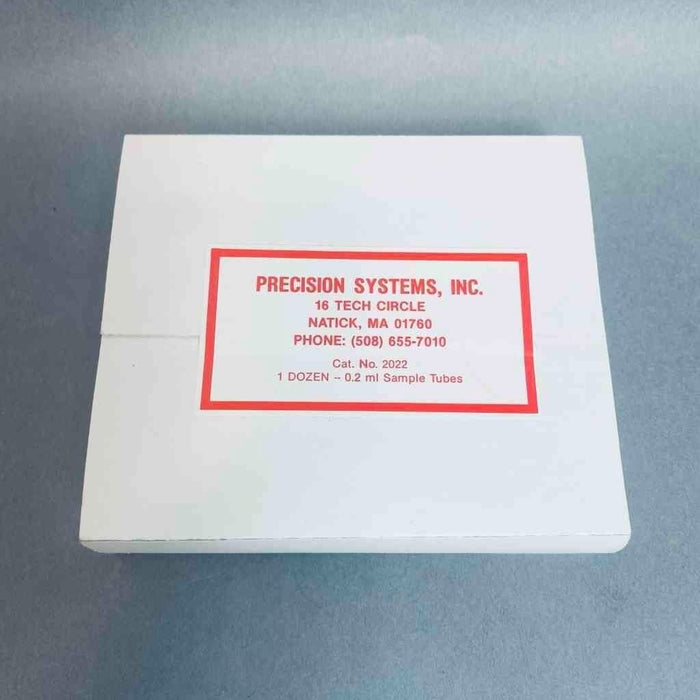 PRECISION SYSTEMS, INC.
16 TECH CIRCLE
NATICK, MA 01760
PHONE: (508) 655-7010
Cat. No. 2022
1 DOZEN -- 0.2 ml Sample Tubes